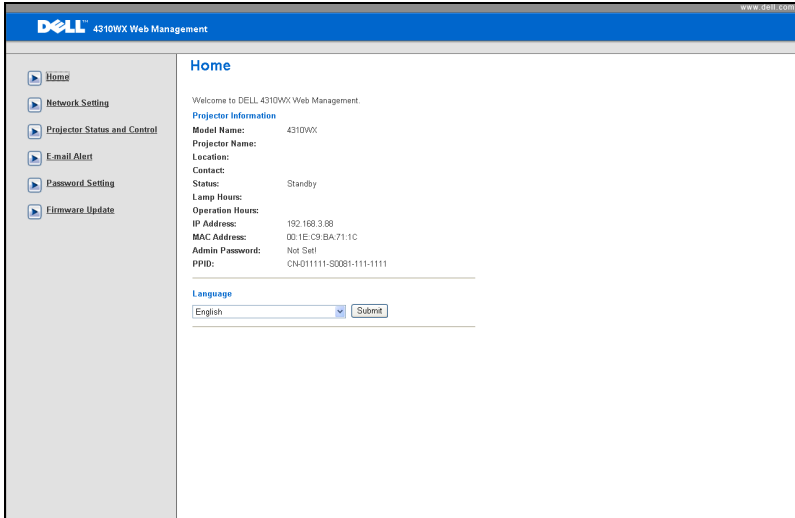 www.dell.com
DELL™ 4310WX Web Management
Home
Network Setting
Projector Status and Control
E-mail Alert
Password Setting
Firmware Update
Home
Welcome to DELL 4310WX Web Management.
Projector Information
Model Name: 4310WX
Projector Name:
Location:
Contact:
Status: Standby
Lamp Hours:
Operation Hours:
IP Address: 192.168.3.88
MAC Address: 00:1E:C9:BA:71:1C
Admin Password: Not Set!
PPID: CN-011111-S0081-111-1111
Language
English Submit